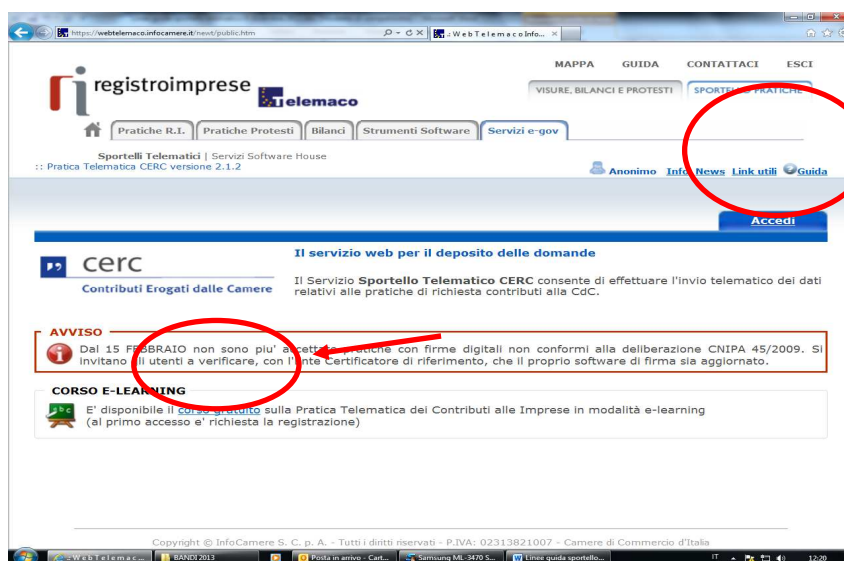 https://webtelemaco.infocamere.it/newt/public.htm
.:WebTelemacoInfo...
MAPPA GUIDA CONTATTACI ESCI
registroimprese Telemaco
VISURE, BILANCI E PROTESTI SPORTELLO PRATICHE
Pratiche R.I. Pratiche Protesti Bilanci Strumenti Software Servizi e-gov
Sportelli Telematici | Servizi Software House
:: Pratica Telematica CERC versione 2.1.2
Anonimo Info News Link utili Guida
Accedi
cerc
Contributi Erogati dalle Camere
Il servizio web per il deposito delle domande
Il Servizio Sportello Telematico CERC consente di effettuare l'invio telematico dei dati
relativi alle pratiche di richiesta contributi alla CdC.
AVVISO
Dal 15 FEBBRAIO non sono piu' accettate pratiche con firme digitali non conformi alla deliberazione CNIPA 45/2009. Si
invitano gli utenti a verificare, con l'Ente Certificatore di riferimento, che il proprio software di firma sia aggiornato.
CORSO E-LEARNING
abc
E' disponibile il corso gratuito sulla Pratica Telematica dei Contributi alle Imprese in modalità e-learning
(al primo accesso e' richiesta la registrazione)
Copyright © InfoCamere S. C. p. A. - Tutti i diritti riservati - P.IVA: 02313821007 - Camere di Commercio d'Italia
.:WebTelemac... BANDI 2013 Posta in arrivo - Cart... Samsung ML-3470 S... Linee guida sportello... IT 12:20